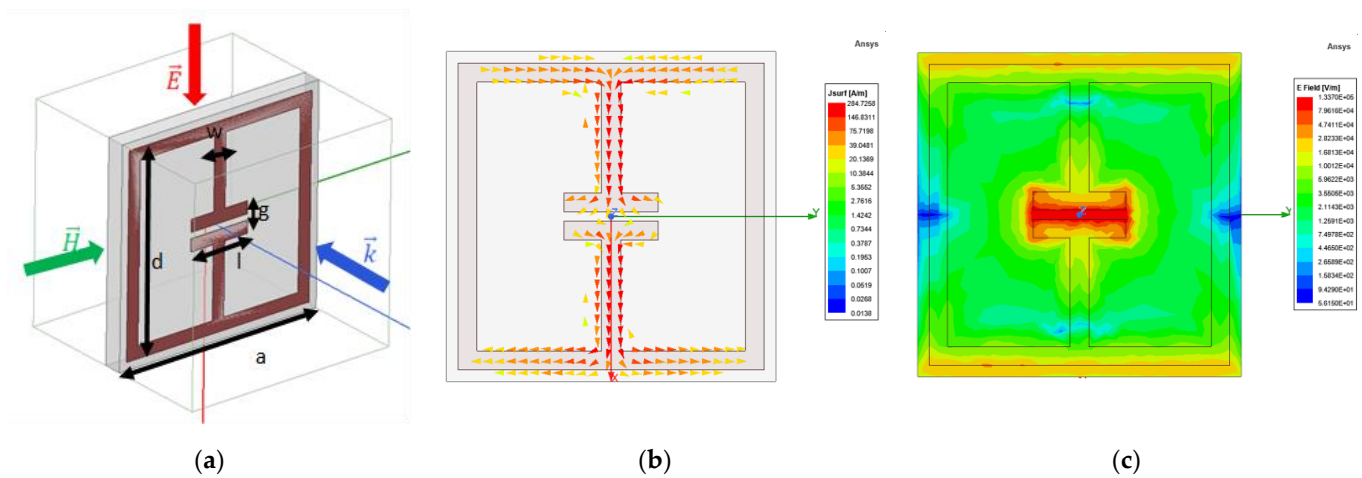 E
w
g
d
l
H
k
a
Ansys
Jsurf [A/m]
284.7258
146.8311
75.7198
39.0481
20.1369
10.3844
5.3552
2.7616
1.4242
0.7344
0.3787
0.1953
0.1007
0.0519
0.0268
0.0138
Z
Y
X
Ansys
E Field [V/m]
1.3370E+05
7.9616E+04
4.7411E+04
2.8233E+04
1.6813E+04
1.0012E+04
5.9622E+03
3.5505E+03
2.1143E+03
1.2591E+03
7.4978E+02
4.4650E+02
2.6589E+02
1.5834E+02
9.4290E+01
5.6150E+01
Z
Y
(a)
(b)
(c)